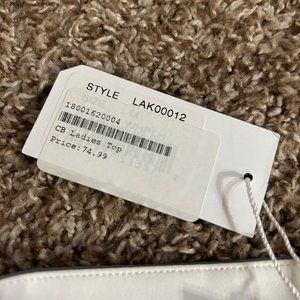 STYLE LAK00012
18001620004
CB Ladies Top
Price:74.99